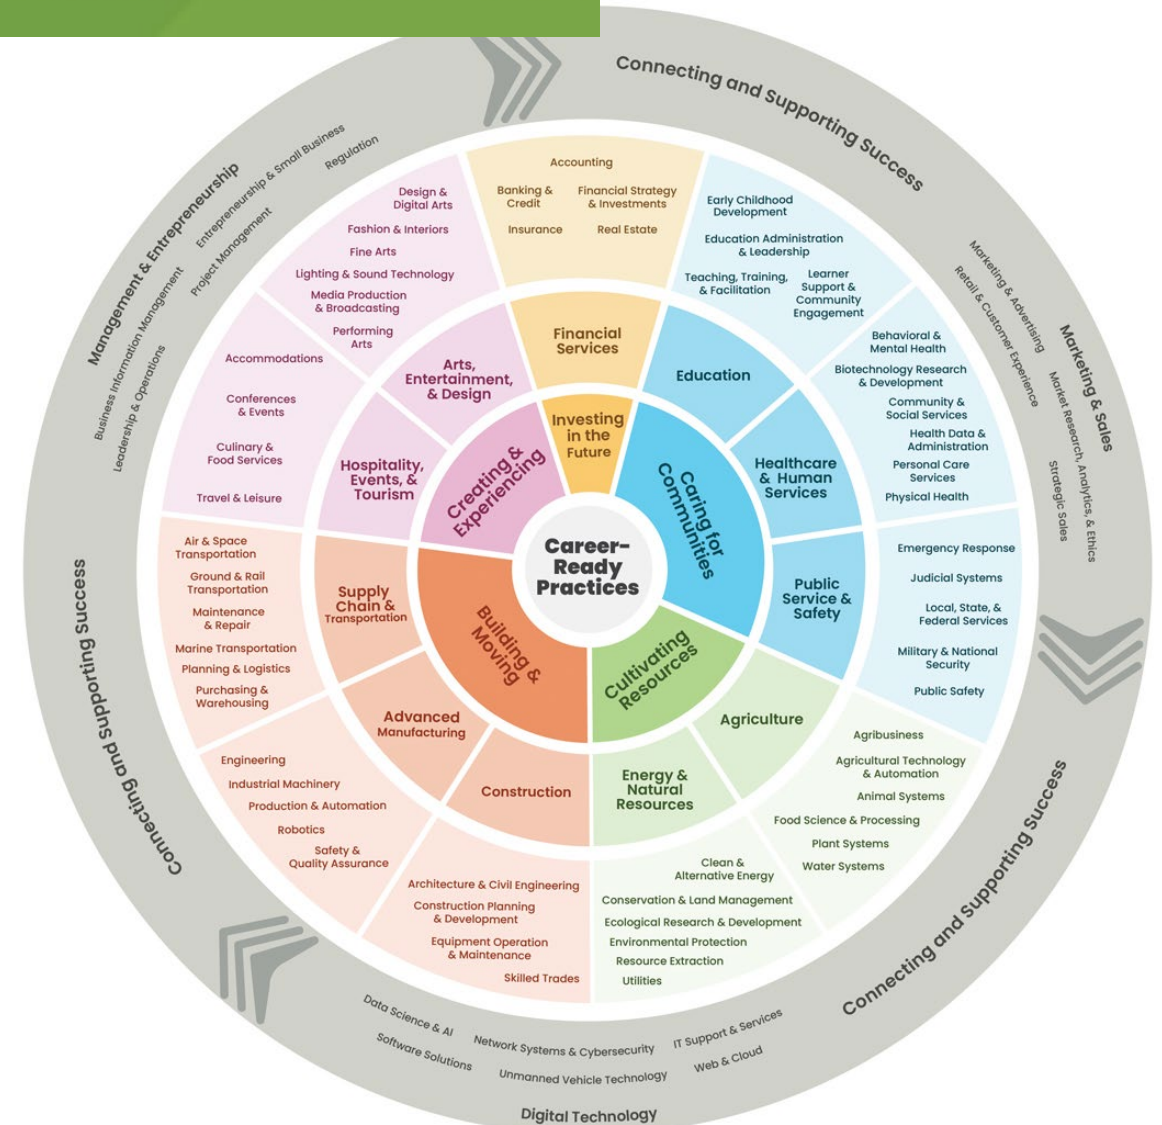 Connecting and Supporting Success
Management & Entrepreneurship
Entrepreneurship & Small Business
Regulation
Project Management
Business Information Management
Leadership & Operations
Marketing & Sales
Marketing & Advertising
Retail & Customer Experience
Market Research, Analytics, & Ethics
Strategic Sales
Connecting and Supporting Success
Digital Technology
Data Science & AI
Network Systems & Cybersecurity
IT Support & Services
Software Solutions
Unmanned Vehicle Technology
Web & Cloud
Connecting and Supporting Success
Career-
Ready
Practices
Investing
in the
Future
Financial
Services
Accounting
Banking &
Credit
Financial Strategy
& Investments
Insurance
Real Estate
Caring for
Communities
Education
Early Childhood
Development
Education Administration
& Leadership
Teaching, Training,
& Facilitation
Learner
Support &
Community
Engagement
Healthcare
& Human
Services
Behavioral &
Mental Health
Biotechnology Research
& Development
Community &
Social Services
Health Data &
Administration
Personal Care
Services
Physical Health
Public
Service &
Safety
Emergency Response
Judicial Systems
Local, State, &
Federal Services
Military & National
Security
Public Safety
Cultivating
Resources
Agriculture
Agribusiness
Agricultural Technology
& Automation
Animal Systems
Food Science & Processing
Plant Systems
Water Systems
Energy &
Natural
Resources
Clean &
Alternative Energy
Conservation & Land Management
Ecological Research & Development
Environmental Protection
Resource Extraction
Utilities
Building &
Moving
Construction
Architecture & Civil Engineering
Construction Planning
& Development
Equipment Operation
& Maintenance
Skilled Trades
Advanced
Manufacturing
Engineering
Industrial Machinery
Production & Automation
Robotics
Safety &
Quality Assurance
Supply
Chain &
Transportation
Air & Space
Transportation
Ground & Rail
Transportation
Maintenance
& Repair
Marine Transportation
Planning & Logistics
Purchasing &
Warehousing
Creating &
Experiencing
Hospitality,
Events, &
Tourism
Accommodations
Conferences
& Events
Culinary &
Food Services
Travel & Leisure
Arts,
Entertainment,
& Design
Design &
Digital Arts
Fashion & Interiors
Fine Arts
Lighting & Sound Technology
Media Production
& Broadcasting
Performing
Arts